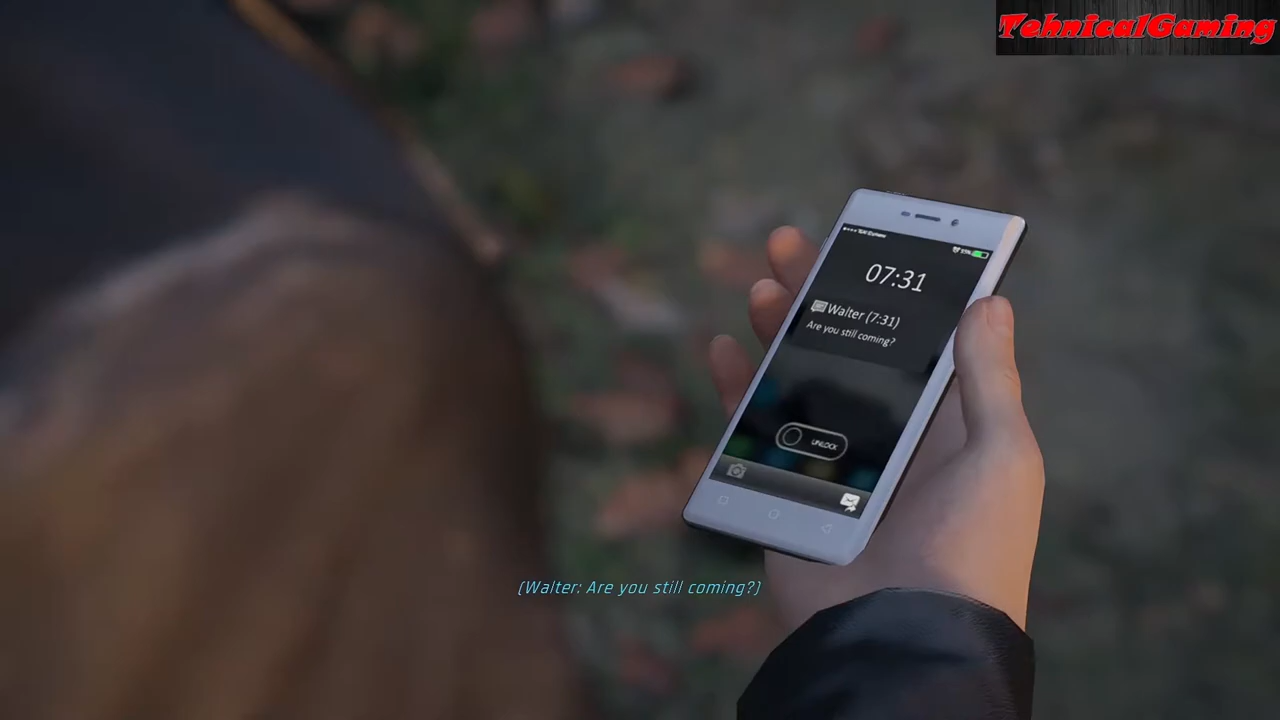 TehnicalGaming
07:31
Walter (7:31)
Are you still coming?
UNLOCK
(Walter: Are you still coming?)